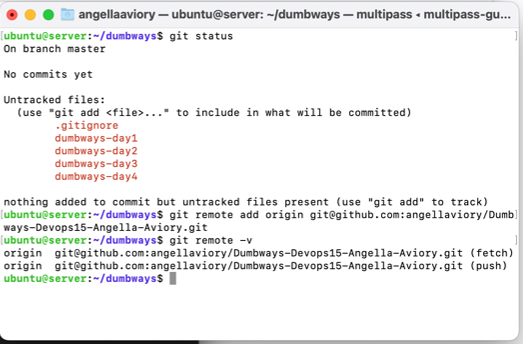 angellaaviory — ubuntu@server: ~/dumbways — multipass ◂ multipass-gu...
ubuntu@server:~/dumbways$ git status
On branch master
No commits yet
Untracked files:
(use "git add <file>..." to include in what will be committed)
.gitignore
dumbways-day1
dumbways-day2
dumbways-day3
dumbways-day4
nothing added to commit but untracked files present (use "git add" to track)
ubuntu@server:~/dumbways$ git remote add origin git@github.com:angellaviory/Dumb
ways-Devops15-Angella-Aviory.git
ubuntu@server:~/dumbways$ git remote -v
origin git@github.com:angellaviory/Dumbways-Devops15-Angella-Aviory.git (fetch)
origin git@github.com:angellaviory/Dumbways-Devops15-Angella-Aviory.git (push)
ubuntu@server:~/dumbways$